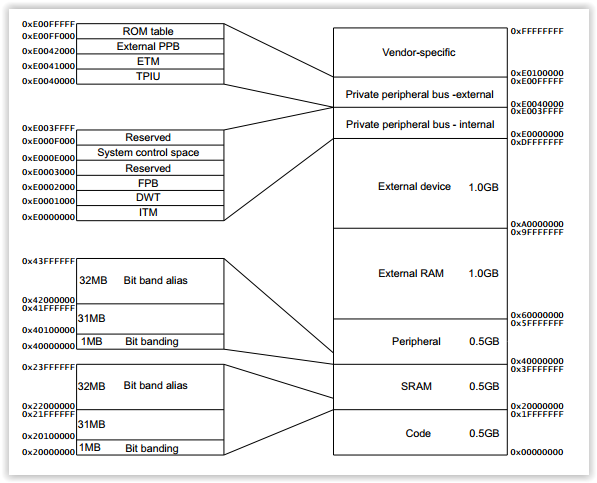 0xE00FFFFF
ROM table
0xE00FF000
External PPB
0xE0042000
ETM
0xE0041000
TPIU
0xE0040000
0xE003FFFF
Reserved
0xE000F000
System control space
0xE000E000
Reserved
0xE0003000
FPB
0xE0002000
DWT
0xE0001000
ITM
0xE0000000
0x43FFFFFF
32MB Bit band alias
0x42000000
0x41FFFFFF
31MB
0x40100000
1MB Bit banding
0x40000000
0x23FFFFFF
32MB Bit band alias
0x22000000
0x21FFFFFF
31MB
0x20100000
1MB Bit banding
0x20000000
0xFFFFFFFF
Vendor-specific
0xE0100000
0xE00FFFFF
Private peripheral bus -external
0xE0040000
0xE003FFFF
Private peripheral bus - internal
0xE0000000
0xDFFFFFFF
External device 1.0GB
0xA0000000
0x9FFFFFFF
External RAM 1.0GB
0x60000000
0x5FFFFFFF
Peripheral 0.5GB
0x40000000
0x3FFFFFFF
SRAM 0.5GB
0x20000000
0x1FFFFFFF
Code 0.5GB
0x00000000